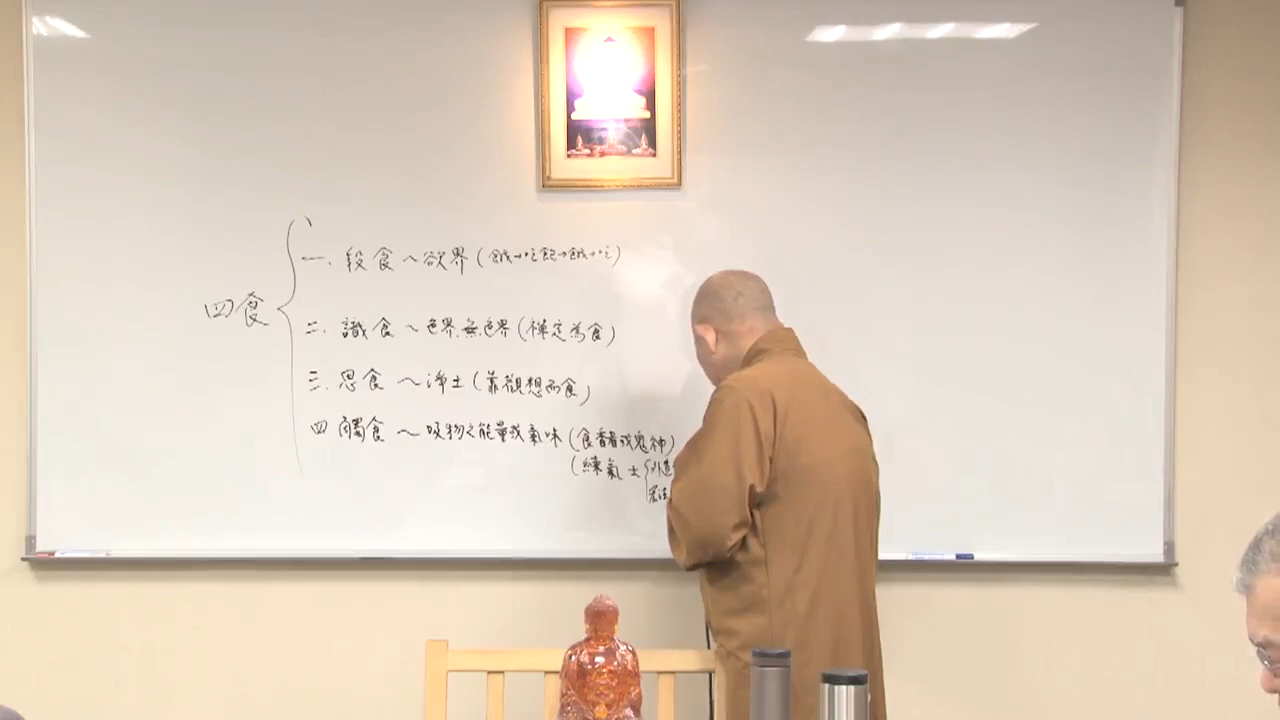 四食
一. 段食～欲界(餓→吃飽→餓→吃)
二. 識食～色界.無色界(禪定為食)
三. 思食～淨土(靠觀想而食)
四 觸食～吸物之能量或氣味(食香者或鬼神)
(練氣士